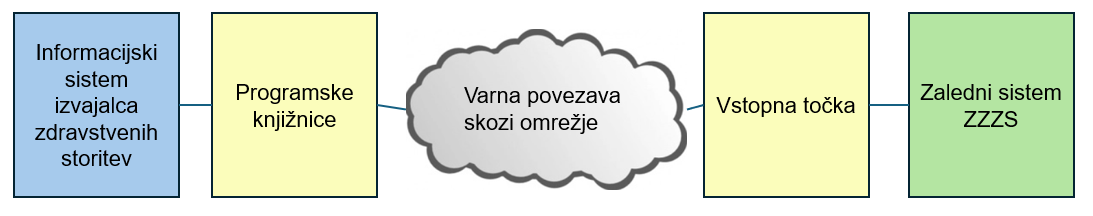 Informacijski
sistem
izvajalca
zdravstvenih
storitev
Programske
knjižnice
Varna povezava
skozi omrežje
Vstopna točka
Zaledni sistem
ZZZS